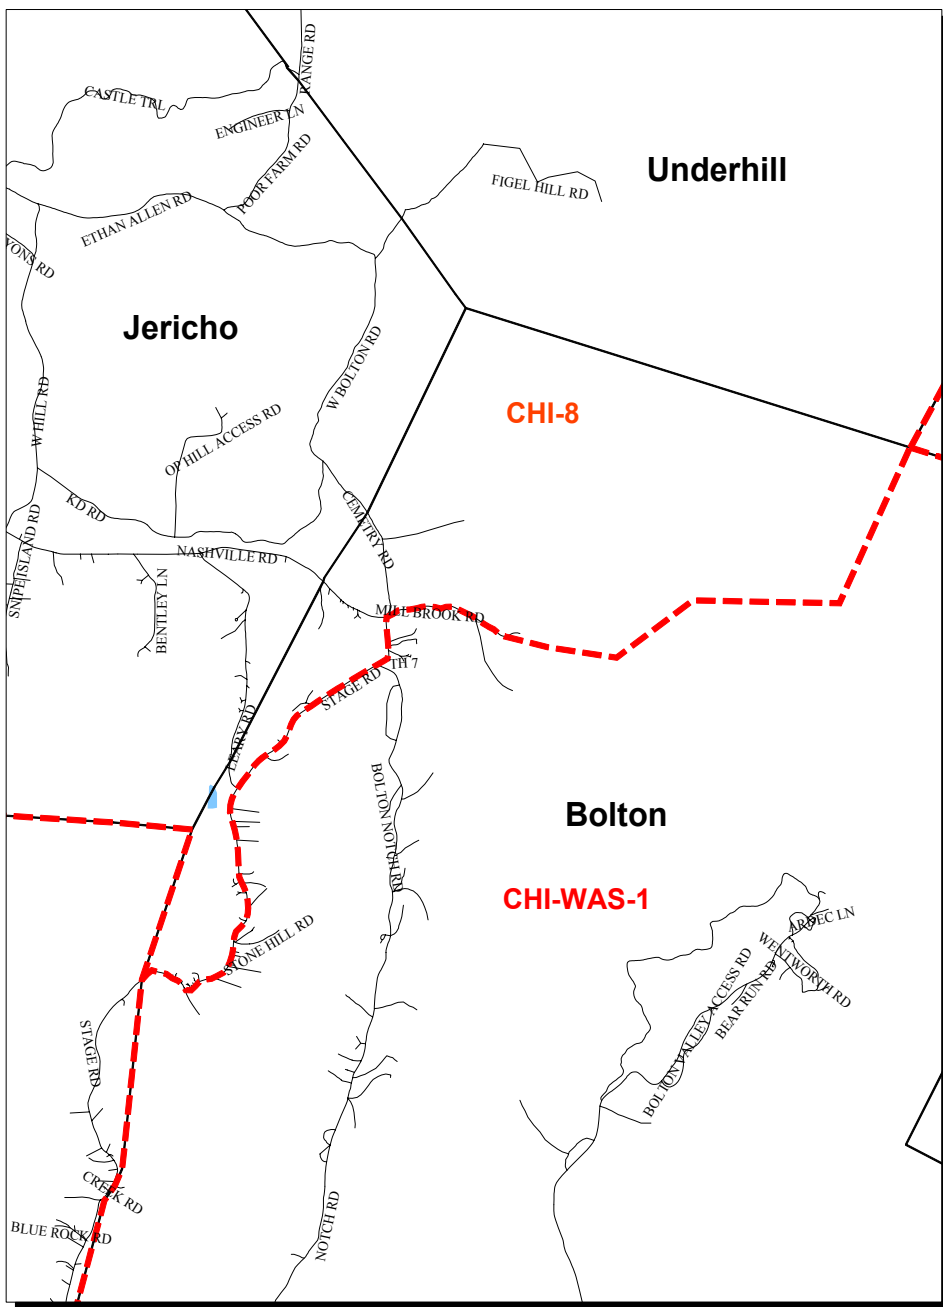 RANGE RD
CASTLE TRL
ENGINEER LN
POOR FARM RD
Underhill
FIGEL HILL RD
ETHAN ALLEN RD
YONS RD
Jericho
W BOLTON RD
W HILL RD
CHI-8
OP HILL ACCESS RD
KD RD
CEMETRY RD
SNIPE ISLAND RD
NASHVILLE RD
BENTLEY LN
MILL BROOK RD
TH 7
STAGE RD
LEARY RD
BOLTON NOTCH RD
Bolton
CHI-WAS-1
ARDEC LN
WENTWORTH RD
STONE HILL RD
BOLTON VALLEY ACCESS RD
BEAR RUN RD
STAGE RD
CREEK RD
BLUE ROCK RD
NOTCH RD